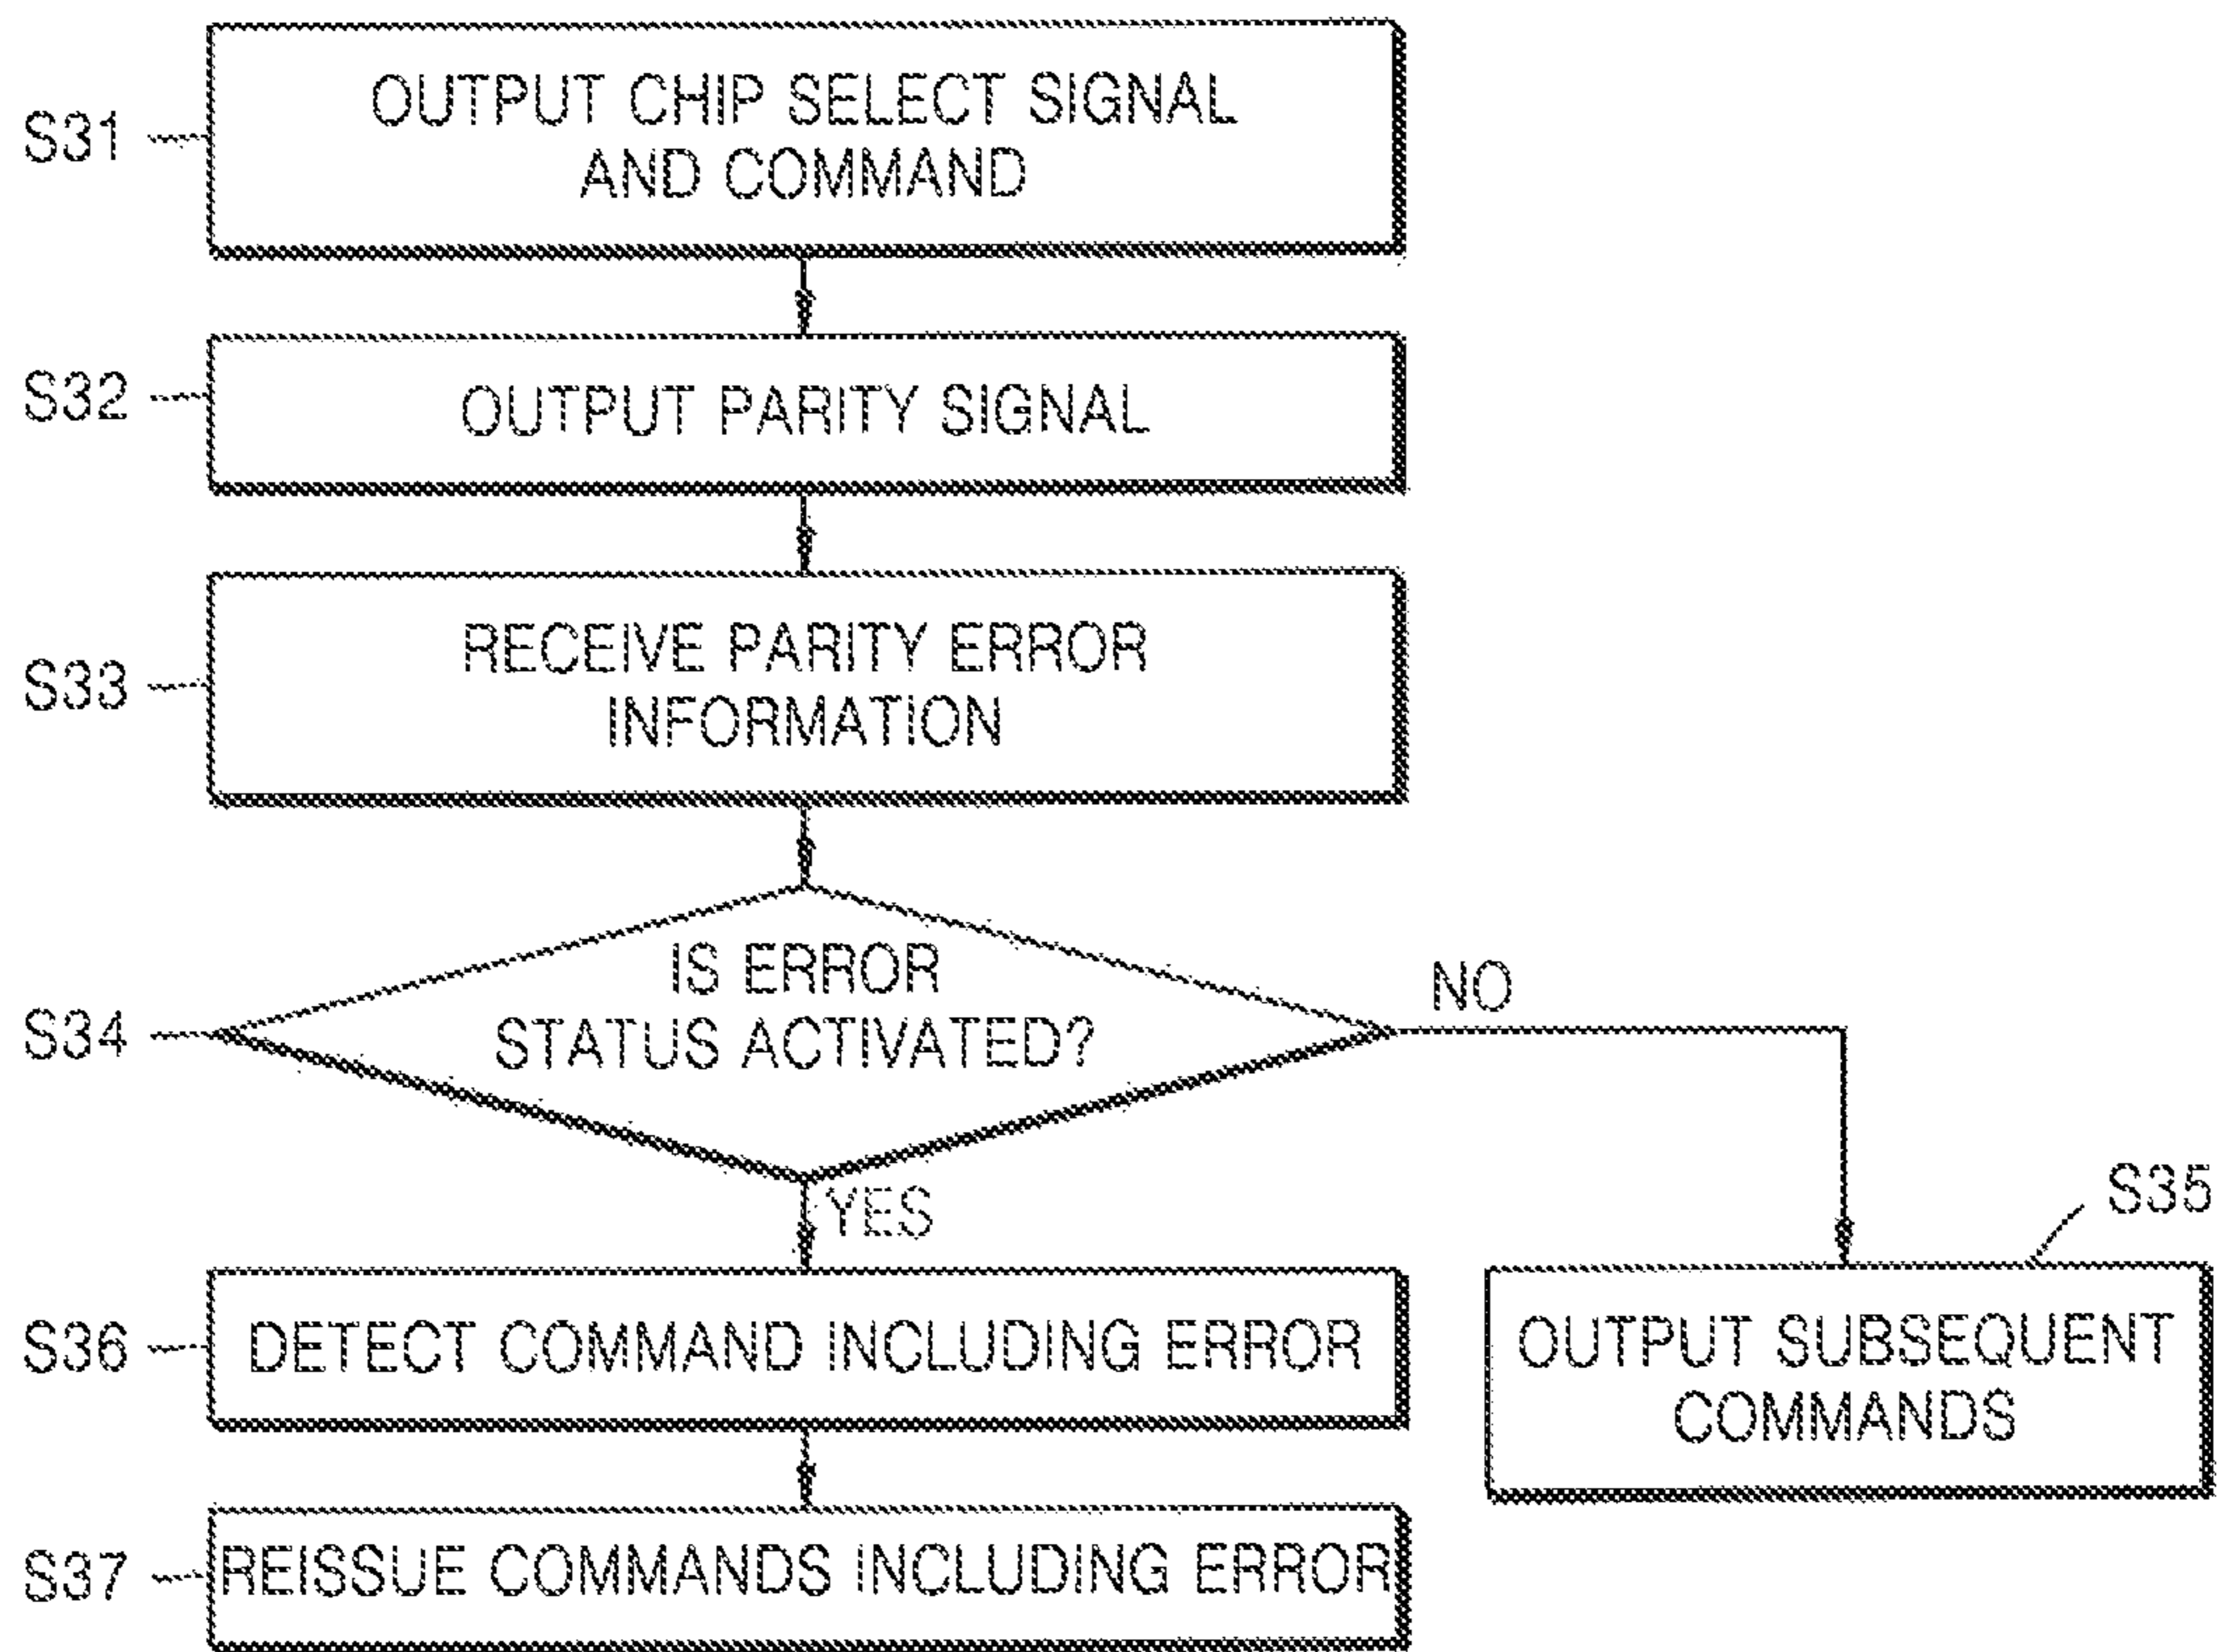 S31
OUTPUT CHIP SELECT SIGNAL
AND COMMAND
S32
OUTPUT PARITY SIGNAL
S33
RECEIVE PARITY ERROR
INFORMATION
S34
IS ERROR
STATUS ACTIVATED?
NO
YES
S35
OUTPUT SUBSEQUENT
COMMANDS
S36
DETECT COMMAND INCLUDING ERROR
S37
REISSUE COMMANDS INCLUDING ERROR